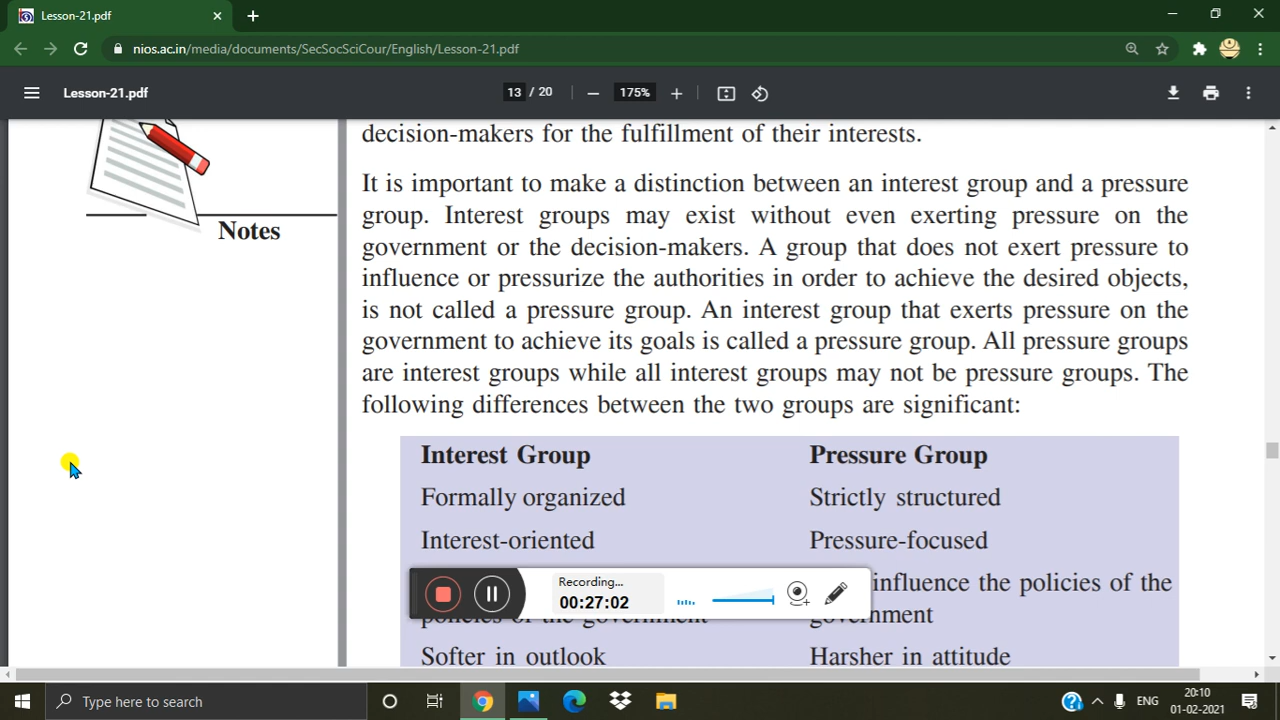 Lesson-21.pdf
nios.ac.in/media/documents/SecSocSciCour/English/Lesson-21.pdf
Lesson-21.pdf
13 / 20
175%
decision-makers for the fulfillment of their interests.
Notes
It is important to make a distinction between an interest group and a pressure
group. Interest groups may exist without even exerting pressure on the
government or the decision-makers. A group that does not exert pressure to
influence or pressurize the authorities in order to achieve the desired objects,
is not called a pressure group. An interest group that exerts pressure on the
government to achieve its goals is called a pressure group. All pressure groups
are interest groups while all interest groups may not be pressure groups. The
following differences between the two groups are significant:
Interest Group Pressure Group
Formally organized Strictly structured
Interest-oriented Pressure-focused
influence the policies of the
policies of the government government
Softer in outlook Harsher in attitude
Recording...
00:27:02
Type here to search
ENG
20:10
01-02-2021